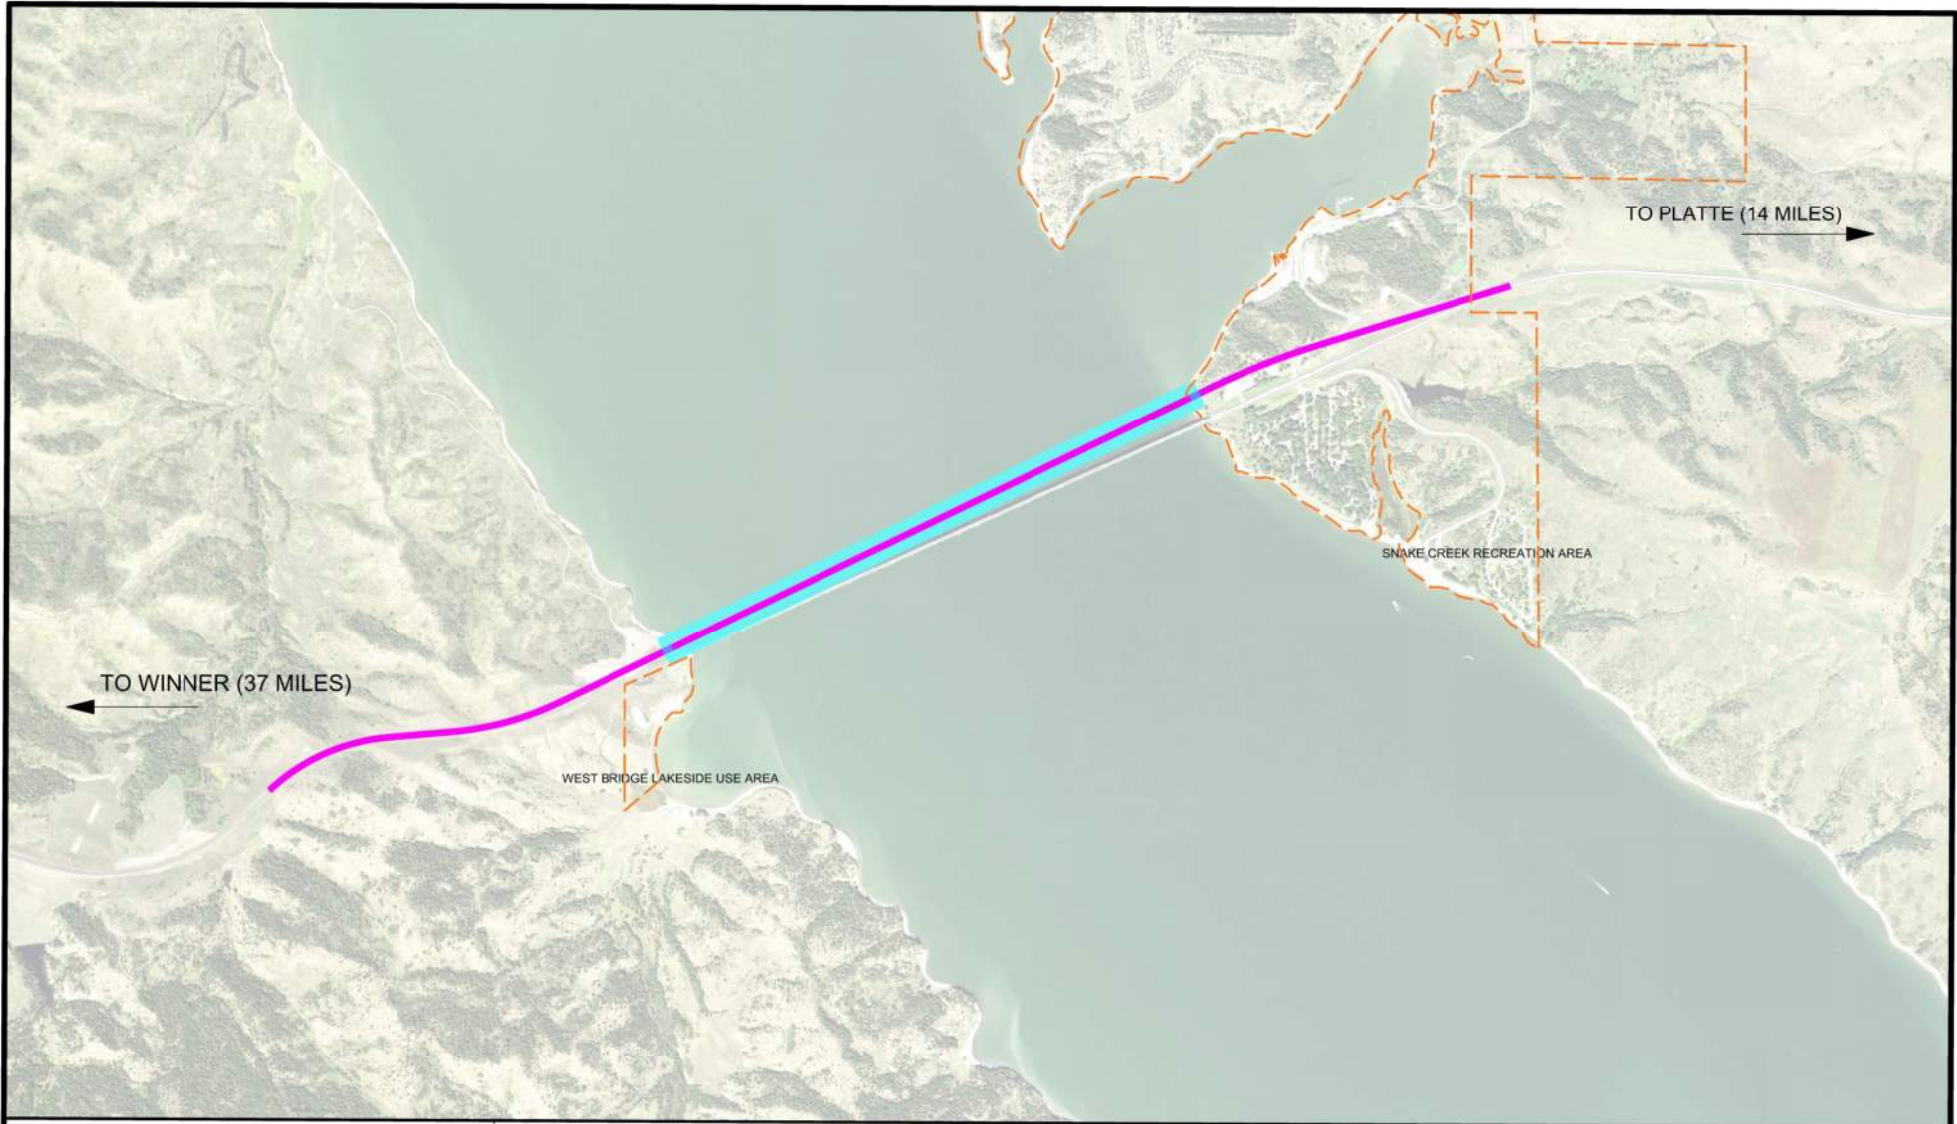 TO PLATTE (14 MILES)
SNAKE CREEK RECREATION AREA
TO WINNER (37 MILES)
WEST BRIDGE LAKESIDE USE AREA